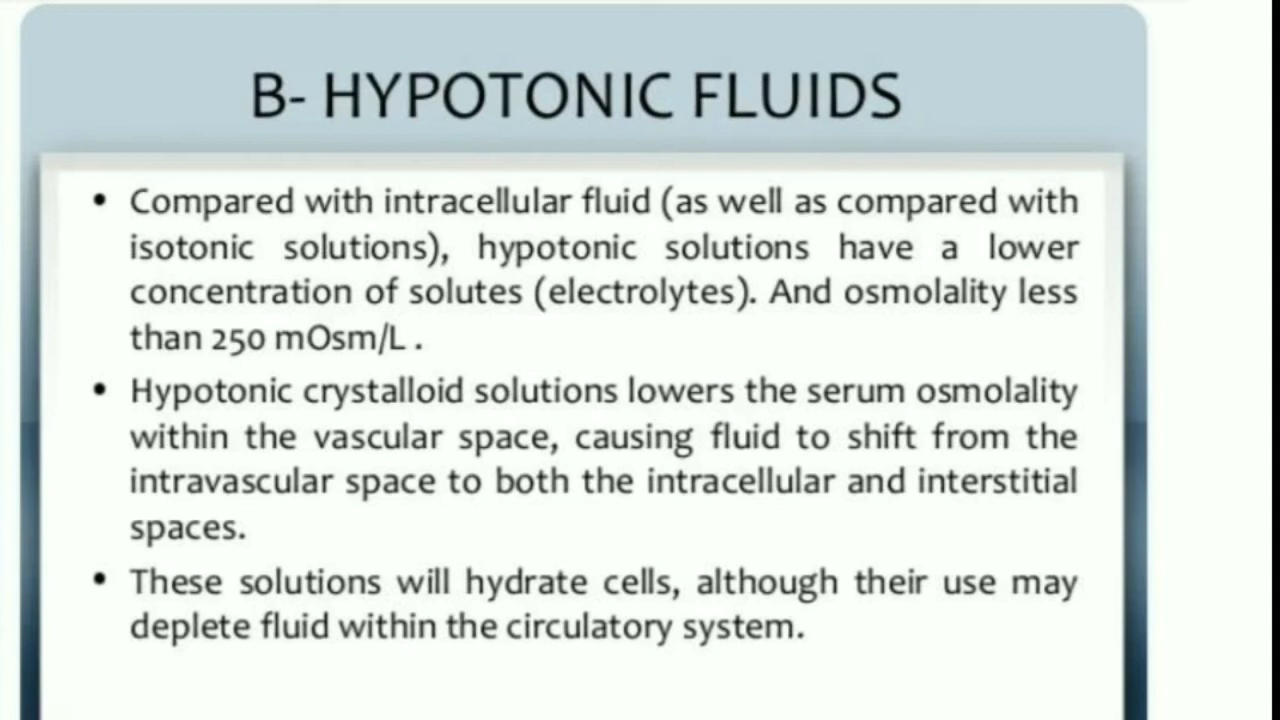 B- HYPOTONIC FLUIDS
• Compared with intracellular fluid (as well as compared with
isotonic solutions), hypotonic solutions have a lower
concentration of solutes (electrolytes). And osmolality less
than 250 mOsm/L .
• Hypotonic crystalloid solutions lowers the serum osmolality
within the vascular space, causing fluid to shift from the
intravascular space to both the intracellular and interstitial
spaces.
• These solutions will hydrate cells, although their use may
deplete fluid within the circulatory system.